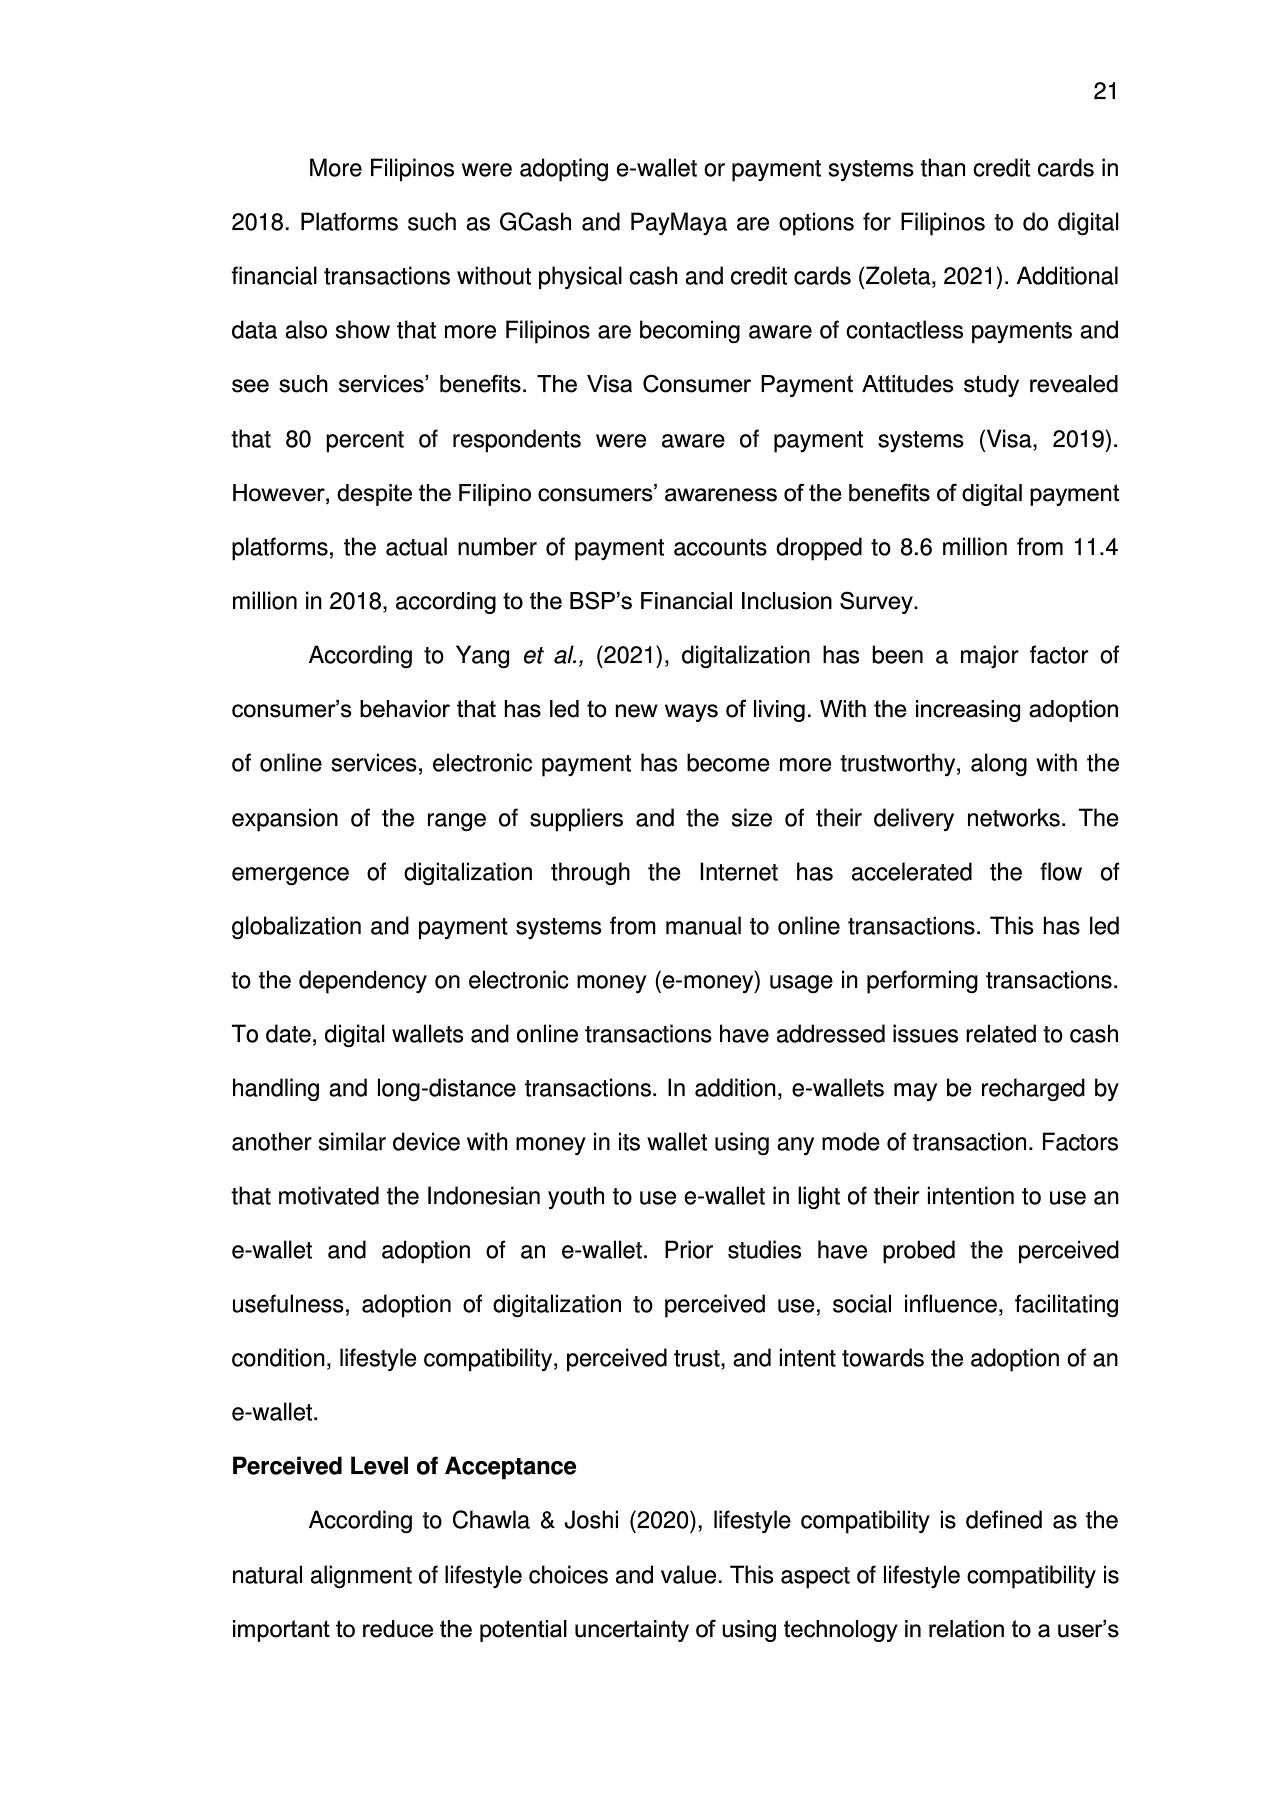 21
More Filipinos were adopting e-wallet or payment systems than credit cards in
2018. Platforms such as GCash and PayMaya are options for Filipinos to do digital
financial transactions without physical cash and credit cards (Zoleta, 2021). Additional
data also show that more Filipinos are becoming aware of contactless payments and
see such services’ benefits. The Visa Consumer Payment Attitudes study revealed
that 80 percent of respondents were aware of payment systems (Visa, 2019).
However, despite the Filipino consumers’ awareness of the benefits of digital payment
platforms, the actual number of payment accounts dropped to 8.6 million from 11.4
million in 2018, according to the BSP’s Financial Inclusion Survey.
According to Yang et al., (2021), digitalization has been a major factor of
consumer’s behavior that has led to new ways of living. With the increasing adoption
of online services, electronic payment has become more trustworthy, along with the
expansion of the range of suppliers and the size of their delivery networks. The
emergence of digitalization through the Internet has accelerated the flow of
globalization and payment systems from manual to online transactions. This has led
to the dependency on electronic money (e-money) usage in performing transactions.
To date, digital wallets and online transactions have addressed issues related to cash
handling and long-distance transactions. In addition, e-wallets may be recharged by
another similar device with money in its wallet using any mode of transaction. Factors
that motivated the Indonesian youth to use e-wallet in light of their intention to use an
e-wallet and adoption of an e-wallet. Prior studies have probed the perceived
usefulness, adoption of digitalization to perceived use, social influence, facilitating
condition, lifestyle compatibility, perceived trust, and intent towards the adoption of an
e-wallet.
Perceived Level of Acceptance
According to Chawla & Joshi (2020), lifestyle compatibility is defined as the
natural alignment of lifestyle choices and value. This aspect of lifestyle compatibility is
important to reduce the potential uncertainty of using technology in relation to a user’s